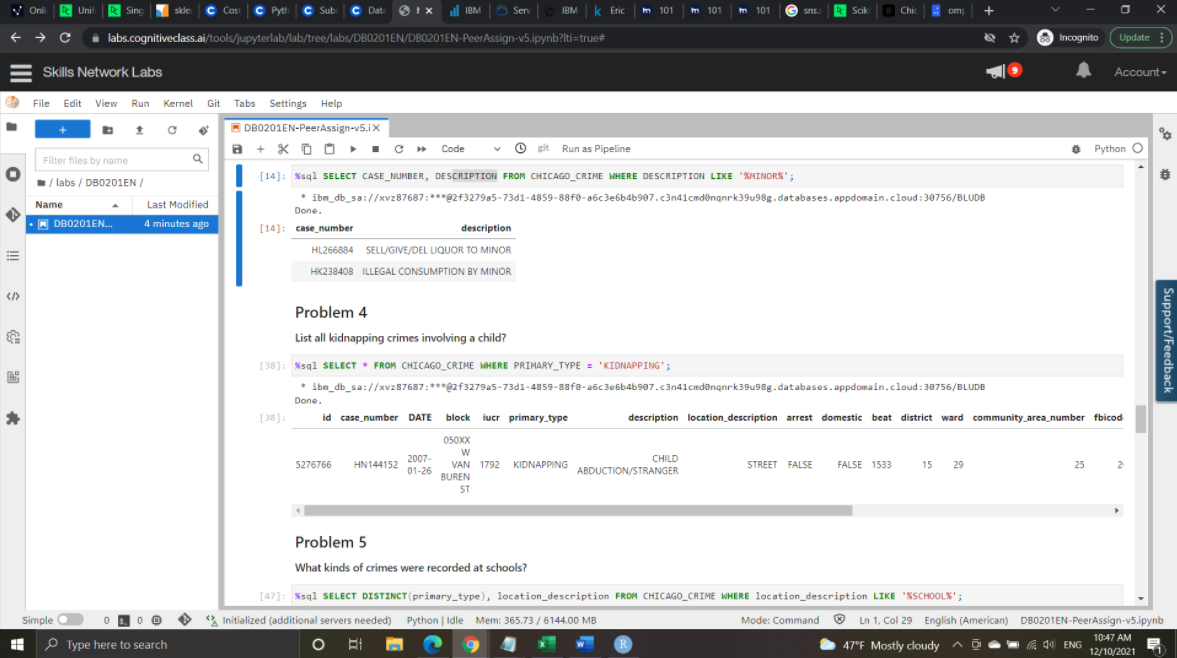 Onli
Unif
Sing
skle
Cos
Pyth
Sub
Data
IBM
Serv
IBM
Eric
101
101
101
sns.s
Scik
Chic
omp
labs.cognitiveclass.ai/tools/jupyterlab/lab/tree/labs/DB0201EN/DB0201EN-PeerAssign-v5.ipynb?lti=true#
Incognito
Update
Skills Network Labs
9
Account
File Edit View Run Kernel Git Tabs Settings Help
DB0201EN-PeerAssign-v5.i
Code
git
Run as Pipeline
Python
Filter files by name
/ labs / DB0201EN /
Name Last Modified
DB0201EN... 4 minutes ago
[14]: %sql SELECT CASE_NUMBER, DESCRIPTION FROM CHICAGO_CRIME WHERE DESCRIPTION LIKE '%MINOR%';
* ibm_db_sa://xvz87687:***@2f3279a5-73d1-4859-88f0-a6c3e6b4b907.c3n41cmd0nqnrk39u98g.databases.appdomain.cloud:30756/BLUDB
Done.
[14]: case_number description
HL266884 SELL/GIVE/DEL LIQUOR TO MINOR
HK238408 ILLEGAL CONSUMPTION BY MINOR
Problem 4
List all kidnapping crimes involving a child?
[38]: %sql SELECT * FROM CHICAGO_CRIME WHERE PRIMARY_TYPE = 'KIDNAPPING';
* ibm_db_sa://xvz87687:***@2f3279a5-73d1-4859-88f0-a6c3e6b4b907.c3n41cmd0nqnrk39u98g.databases.appdomain.cloud:30756/BLUDB
Done.
[38]: id case_number DATE block iucr primary_type description location_description arrest domestic beat district ward community_area_number fbicod
050XX
W
5276766 HN144152 2007-01-26 VAN 1792 KIDNAPPING CHILD ABDUCTION/STRANGER STREET FALSE FALSE 1533 15 29 25
BUREN
ST
Problem 5
What kinds of crimes were recorded at schools?
[47]: %sql SELECT DISTINCT(primary_type), location_description FROM CHICAGO_CRIME WHERE location_description LIKE '%SCHOOL%';
Support/Feedback
Simple 0 0 Initialized (additional servers needed) Python | Idle Mem: 365.73 / 6144.00 MB Mode: Command Ln 1, Col 29 English (American) DB0201EN-PeerAssign-v5.ipynb
Type here to search
47°F Mostly cloudy
ENG
10:47 AM
12/10/2021
1